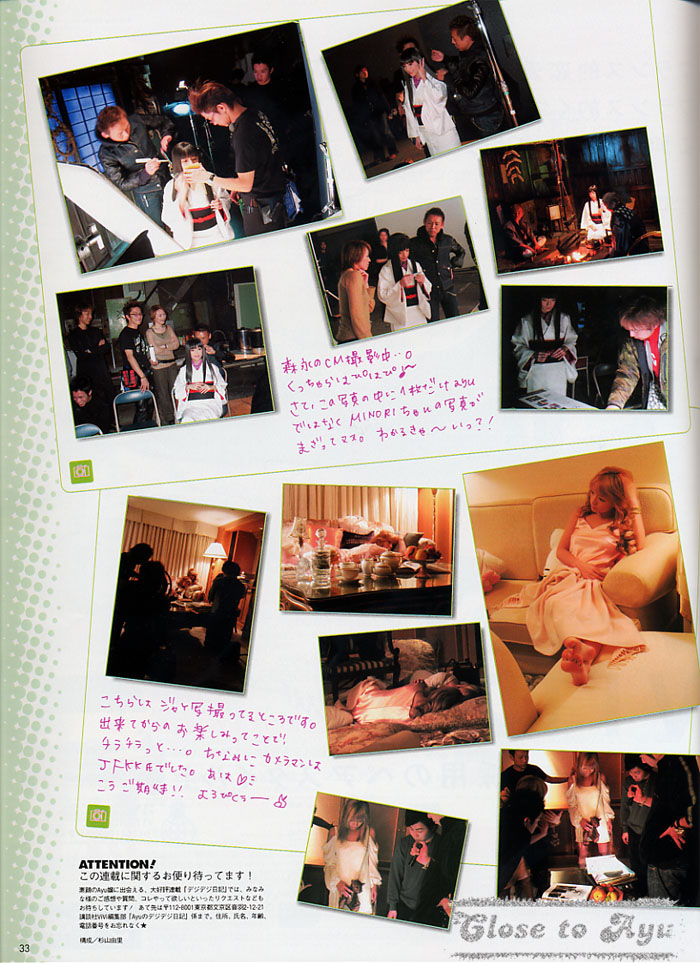 森永のCM撮影中…。
くっちゃらはぴはぴ♪〜
さて、この写真の中に1枚だけayu
ではなくMINORIちゃんの写真が
まざってマス。わかるきゃ〜いっ?!
こちらは ジャケ写撮ってるところです。
出来てからのお楽しみってことで!
チラチラっと…。ちなみにカメラマンは
でした。あは♡ミ
こうご期待!! よろぴくぅー
ATTENTION!
この連載に関するお便り待ってます!
素顔のAyu嬢に出会える、大好評連載『デジデジ日記』では、みなみ
な様のご感想や質問、コレやって欲しいといったリクエストなども
お待ちしています! あて先は〒112-8001東京都文京区音羽2-12-21
講談社ViVi編集部「Ayuのデジデジ日記」係まで。住所、氏名、年齢、
電話番号をお忘れなく★
構成/杉山由里
33
Close to Ayu